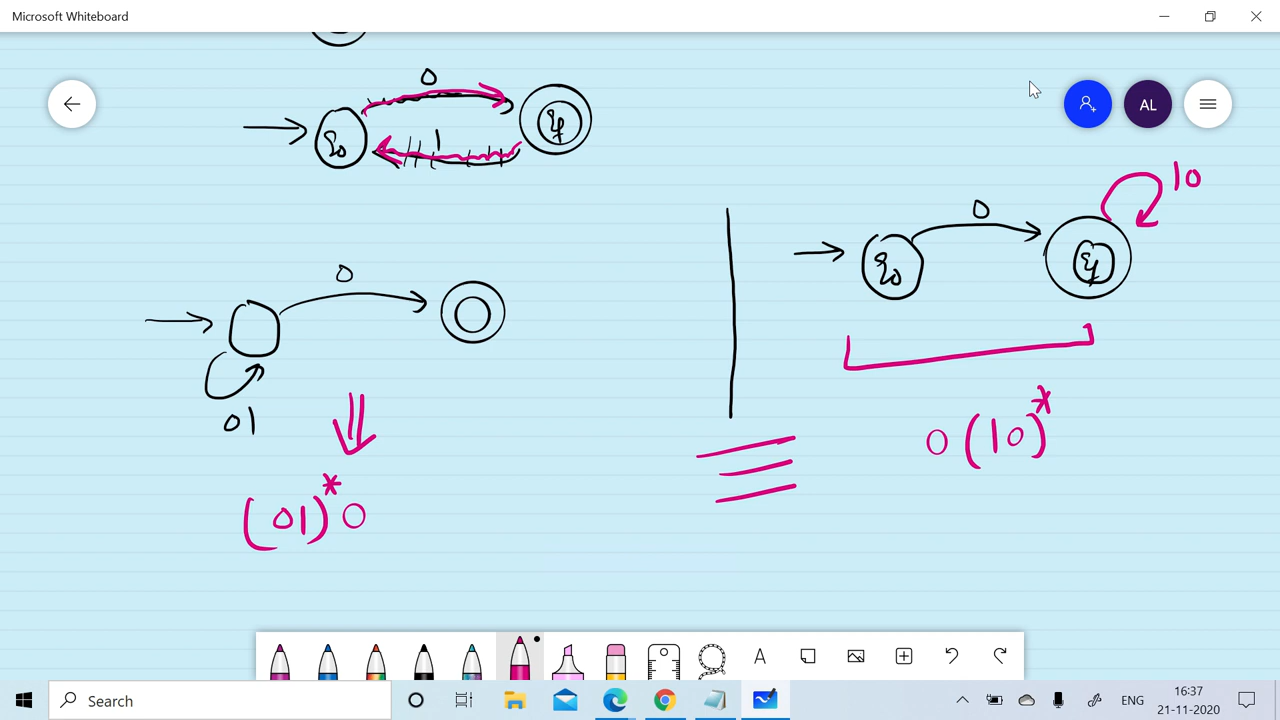 Microsoft Whiteboard
0
q0
1
qf
AL
10
0
q0
qf
0
01
(01)*0
0(10)*
A
Search
ENG
16:37
21-11-2020